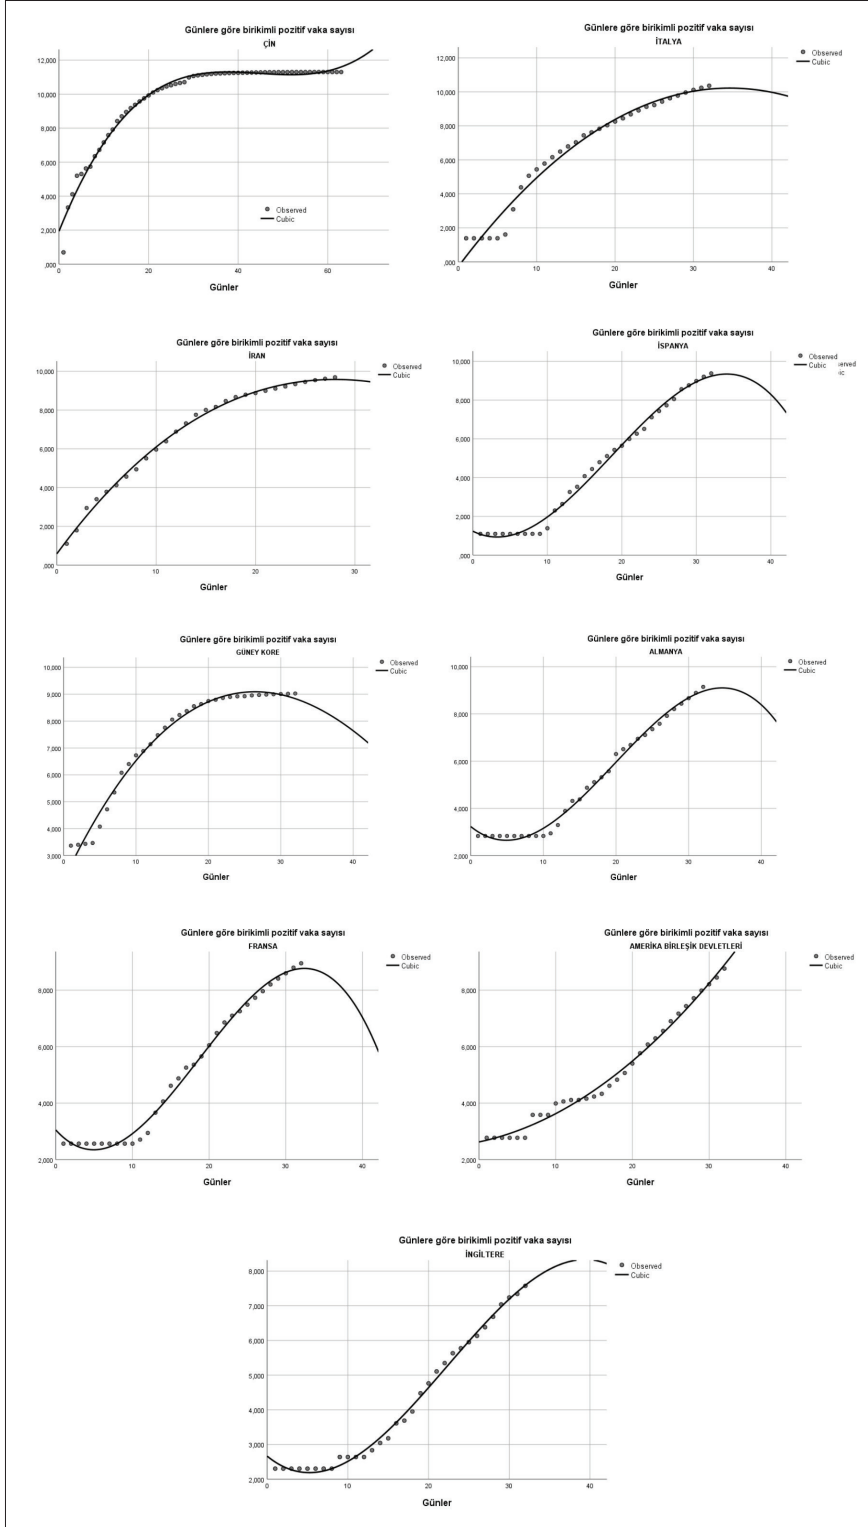 Günlere göre birikimli pozitif vaka sayısı
ÇİN
12,000
10,000
8,000
6,000
4,000
2,000
,000
0
20
40
60
Observed
Cubic
Günler
Günlere göre birikimli pozitif vaka sayısı
İTALYA
12,000
10,000
8,000
6,000
4,000
2,000
,000
0
10
20
30
40
Observed
Cubic
Günler
Günlere göre birikimli pozitif vaka sayısı
İRAN
10,000
8,000
6,000
4,000
2,000
,000
0
10
20
30
Observed
Cubic
Günler
Günlere göre birikimli pozitif vaka sayısı
İSPANYA
10,000
8,000
6,000
4,000
2,000
,000
0
10
20
30
40
Observed
Cubic
Günler
Günlere göre birikimli pozitif vaka sayısı
GÜNEY KORE
10,000
9,000
8,000
7,000
6,000
5,000
4,000
3,000
0
10
20
30
40
Observed
Cubic
Günler
Günlere göre birikimli pozitif vaka sayısı
ALMANYA
10,000
8,000
6,000
4,000
2,000
0
10
20
30
40
Observed
Cubic
Günler
Günlere göre birikimli pozitif vaka sayısı
FRANSA
8,000
6,000
4,000
2,000
0
10
20
30
40
Observed
Cubic
Günler
Günlere göre birikimli pozitif vaka sayısı
AMERİKA BİRLEŞİK DEVLETLERİ
8,000
6,000
4,000
2,000
0
10
20
30
40
Observed
Cubic
Günler
Günlere göre birikimli pozitif vaka sayısı
İNGİLTERE
8,000
7,000
6,000
5,000
4,000
3,000
2,000
0
10
20
30
40
Observed
Cubic
Günler